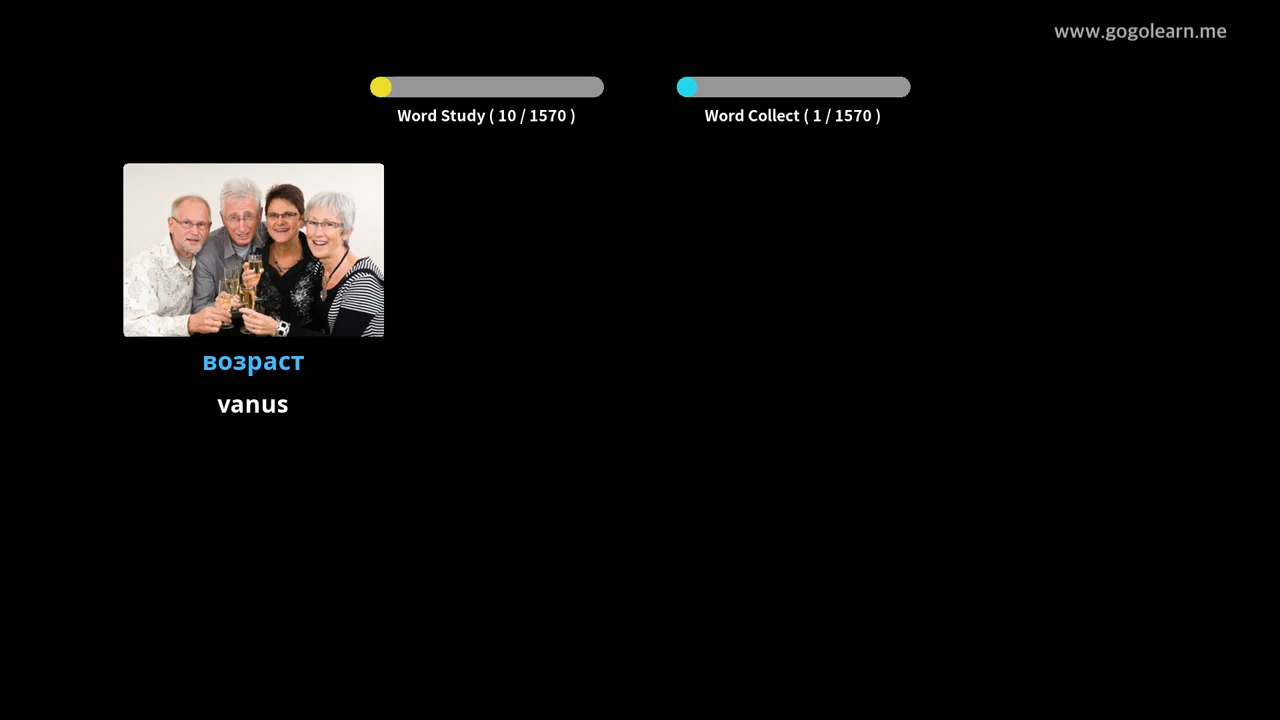 www.gogolearn.me
Word Study ( 10 / 1570 )
Word Collect ( 1 / 1570 )
возраст
vanus